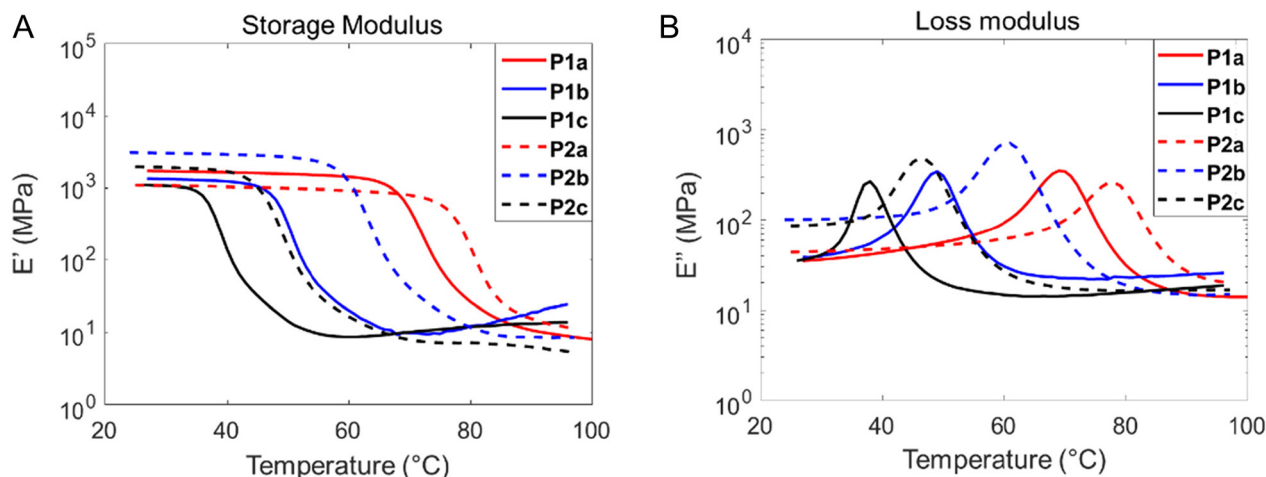 A
Storage Modulus
E' (MPa)
10^5
10^4
10^3
10^2
10^1
10^0
20
40
60
80
100
Temperature (°C)
P1a
P1b
P1c
P2a
P2b
P2c
B
Loss modulus
E'' (MPa)
10^4
10^3
10^2
10^1
10^0
20
40
60
80
100
Temperature (°C)
P1a
P1b
P1c
P2a
P2b
P2c